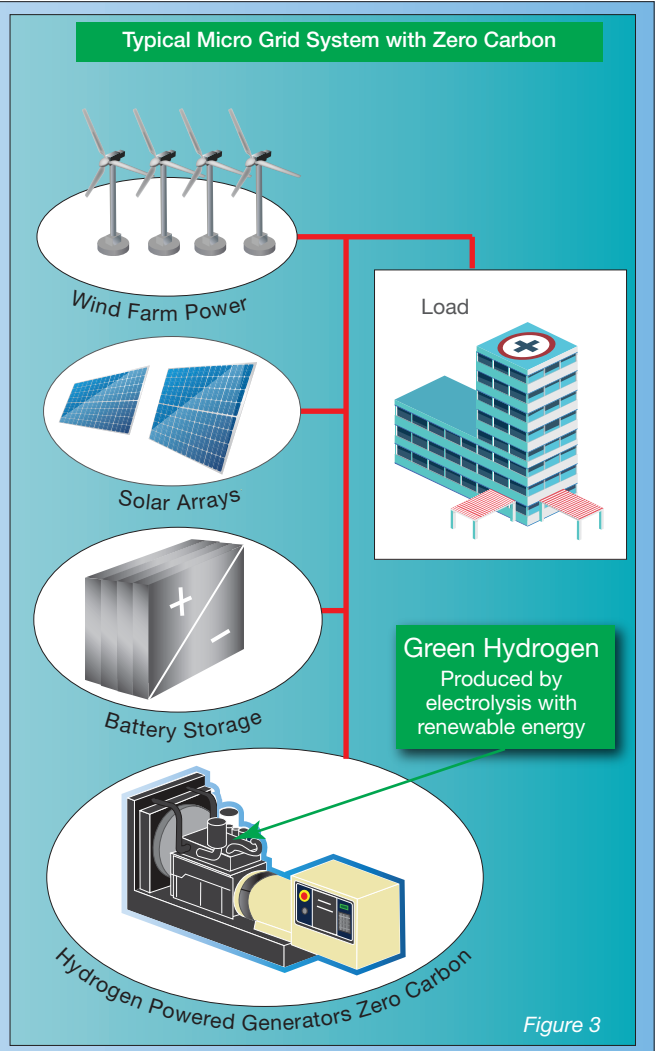 Typical Micro Grid System with Zero Carbon
Wind Farm Power
Load
Solar Arrays
+
-
Battery Storage
Green Hydrogen
Produced by
electrolysis with
renewable energy
Hydrogen Powered Generators Zero Carbon
Figure 3